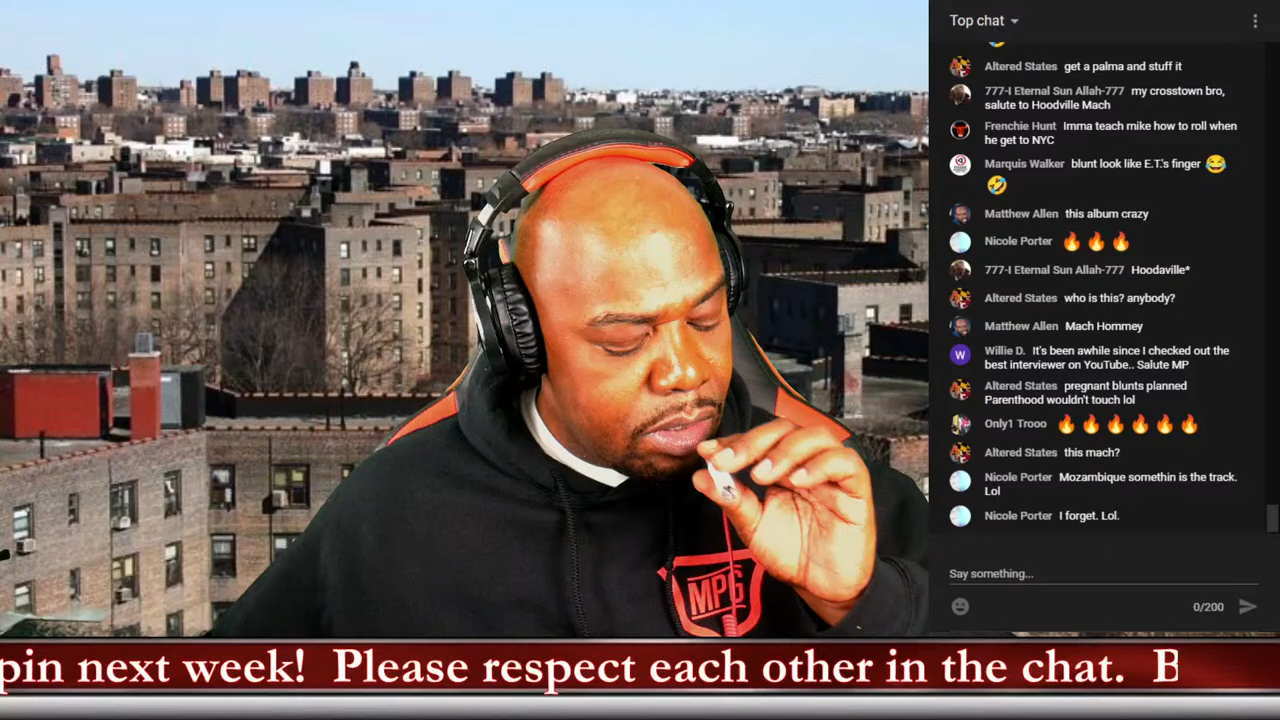 Top chat
Altered States get a palma and stuff it
777-I Eternal Sun Allah-777 my crosstown bro,
salute to Hoodville Mach
Frenchie Hunt Imma teach mike how to roll when
he get to NYC
Marquis Walker blunt look like E.T.'s finger 😂
🤣
Matthew Allen this album crazy
Nicole Porter 🔥🔥🔥
777-I Eternal Sun Allah-777 Hoodaville*
Altered States who is this? anybody?
Matthew Allen Mach Hommey
W Willie D. It's been awhile since I checked out the
best interviewer on YouTube.. Salute MP
Altered States pregnant blunts planned
Parenthood wouldn't touch lol
Only1 Trooo 🔥🔥🔥🔥🔥🔥
Altered States this mach?
Nicole Porter Mozambique somethin is the track.
Lol
Nicole Porter I forget. Lol.
Say something...
0/200
MPG
pin next week! Please respect each other in the chat. B